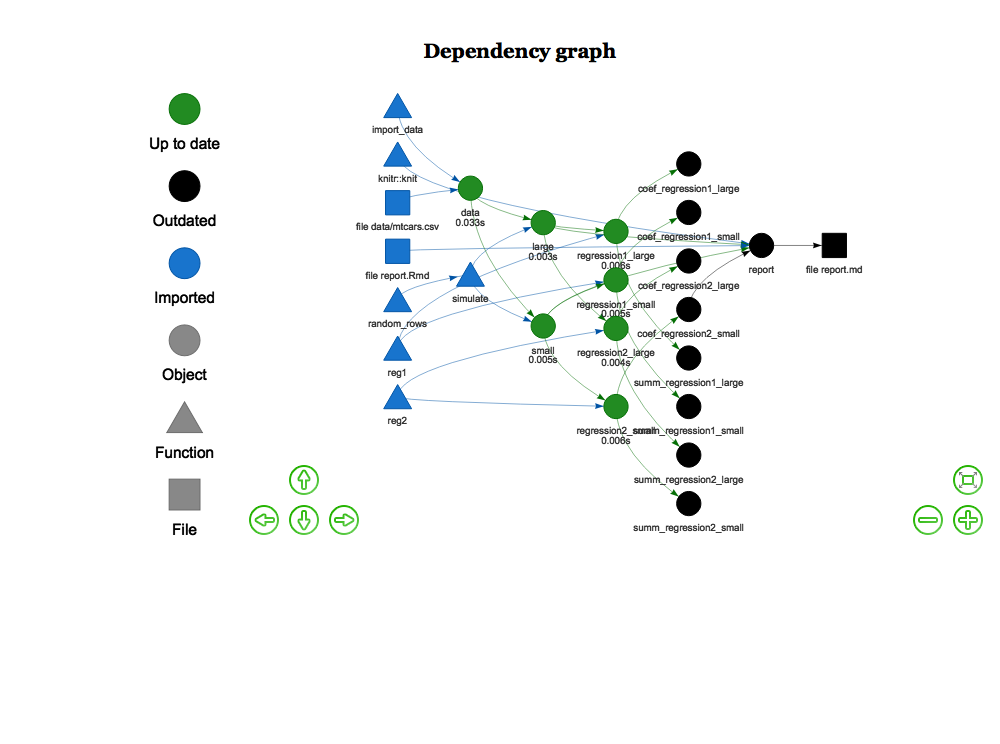 Dependency graph
Up to date
Outdated
Imported
Object
Function
File
import_data
knitr::knit
file data/mtcars.csv
file report.Rmd
random_rows
reg1
reg2
data
0.033s
simulate
large
0.003s
small
0.005s
regression1_large
0.006s
regression1_small
0.005s
regression2_large
0.004s
regression2_small
0.006s
coef_regression1_large
coef_regression1_small
coef_regression2_large
coef_regression2_small
summ_regression1_large
summ_regression1_small
summ_regression2_large
summ_regression2_small
report
file report.md